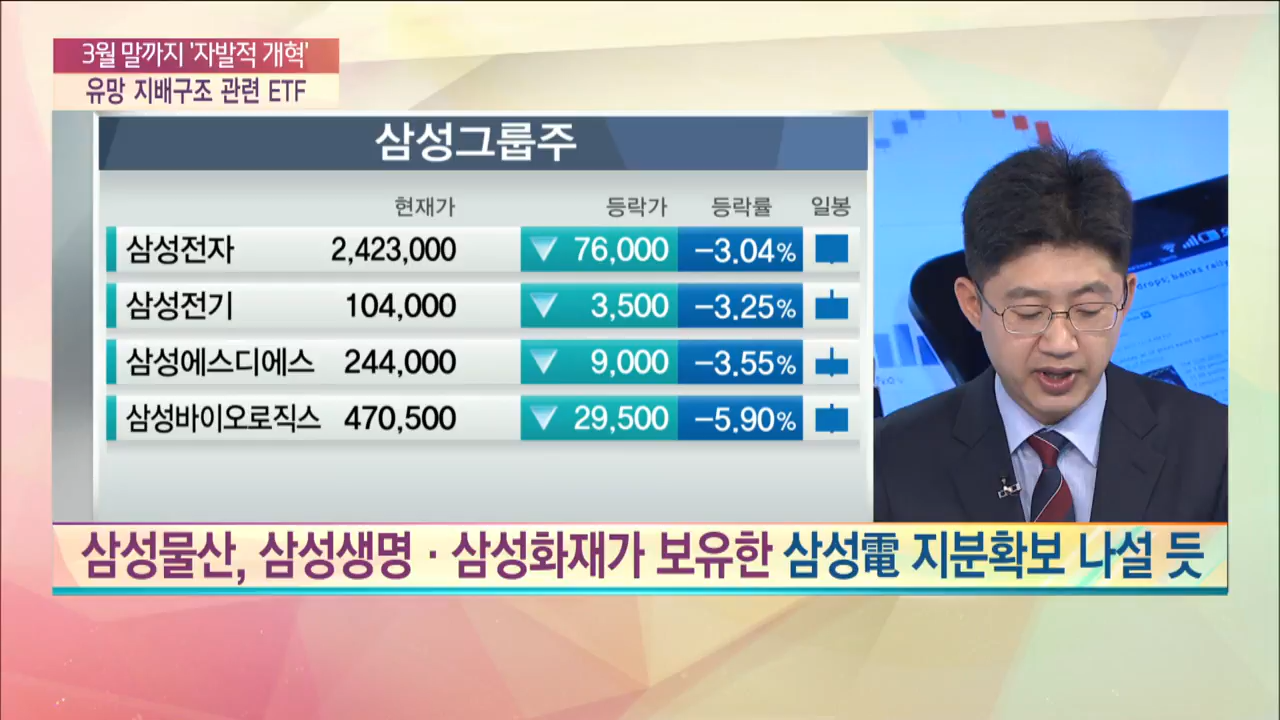 3월 말까지 '자발적 개혁'
유망 지배구조 관련 ETF
삼성그룹주
현재가 등락가 등락률 일봉
삼성전자 2,423,000 ▼ 76,000 -3.04%
삼성전기 104,000 ▼ 3,500 -3.25%
삼성에스디에스 244,000 ▼ 9,000 -3.55%
삼성바이오로직스 470,500 ▼ 29,500 -5.90%
drops; banks rally
삼성물산, 삼성생명·삼성화재가 보유한 삼성電 지분확보 나설 듯